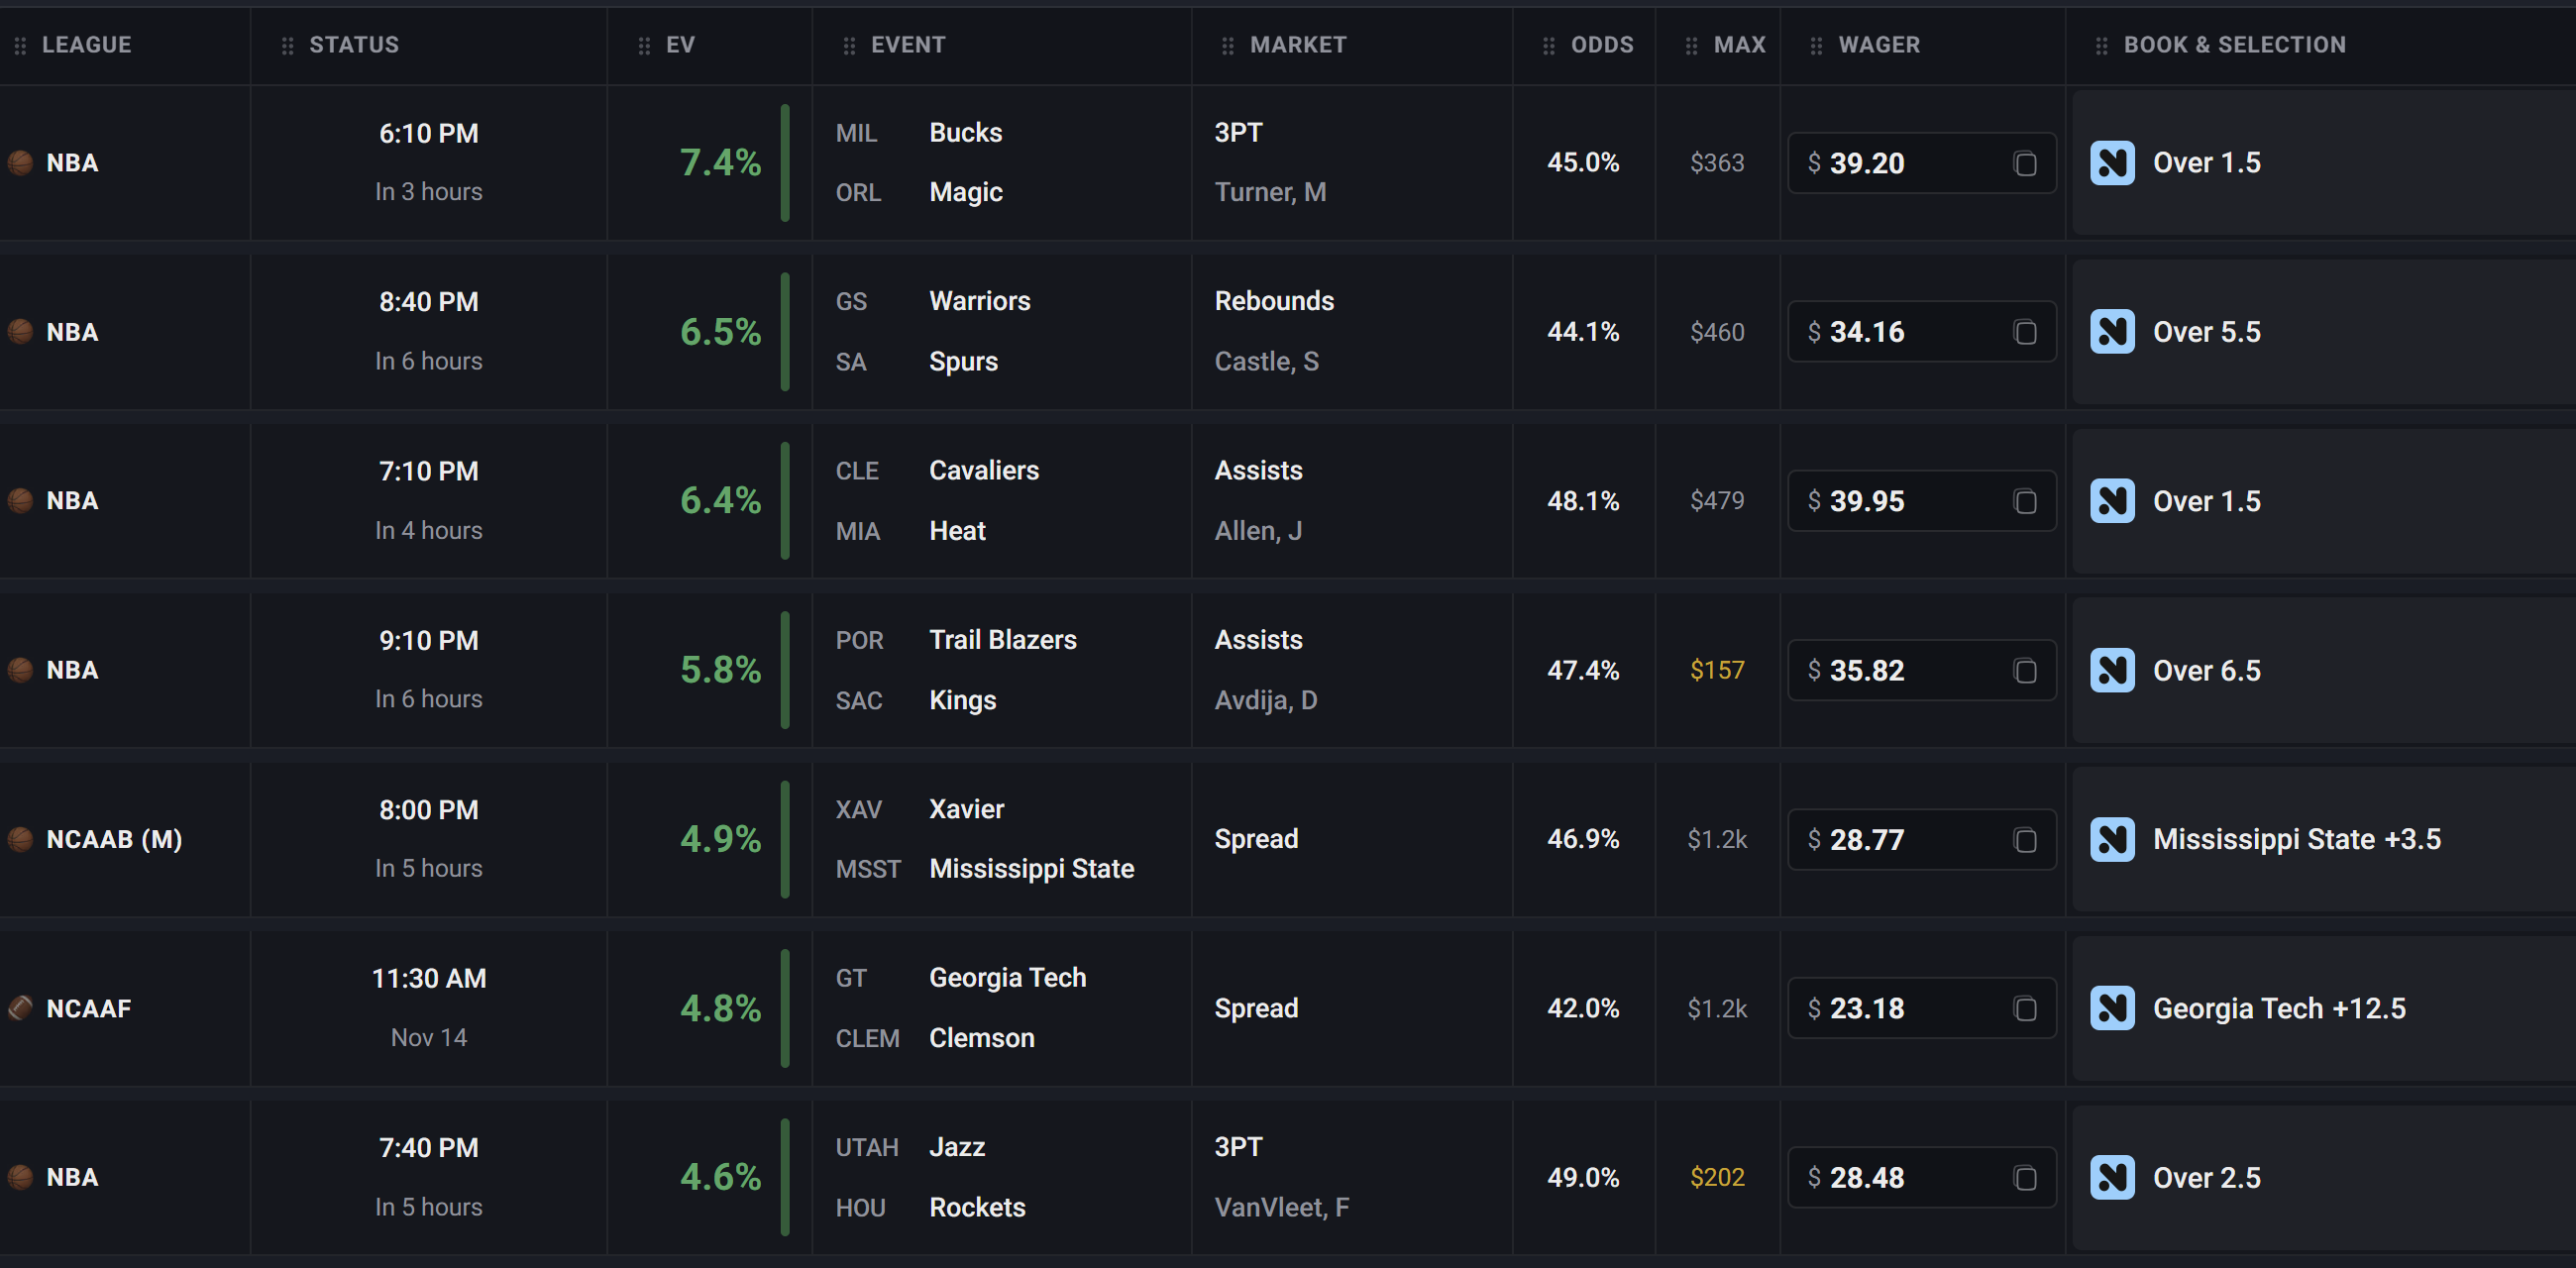 LEAGUE STATUS EV EVENT MARKET ODDS MAX WAGER BOOK & SELECTION
NBA
6:10 PM
In 3 hours
7.4%
MIL Bucks
ORL Magic
3PT
Turner, M
45.0%
$363
$ 39.20
Over 1.5
NBA
8:40 PM
In 6 hours
6.5%
GS Warriors
SA Spurs
Rebounds
Castle, S
44.1%
$460
$ 34.16
Over 5.5
NBA
7:10 PM
In 4 hours
6.4%
CLE Cavaliers
MIA Heat
Assists
Allen, J
48.1%
$479
$ 39.95
Over 1.5
NBA
9:10 PM
In 6 hours
5.8%
POR Trail Blazers
SAC Kings
Assists
Avdija, D
47.4%
$157
$ 35.82
Over 6.5
NCAAB (M)
8:00 PM
In 5 hours
4.9%
XAV Xavier
MSST Mississippi State
Spread
46.9%
$1.2k
$ 28.77
Mississippi State +3.5
NCAAF
11:30 AM
Nov 14
4.8%
GT Georgia Tech
CLEM Clemson
Spread
42.0%
$1.2k
$ 23.18
Georgia Tech +12.5
NBA
7:40 PM
In 5 hours
4.6%
UTAH Jazz
HOU Rockets
3PT
VanVleet, F
49.0%
$202
$ 28.48
Over 2.5